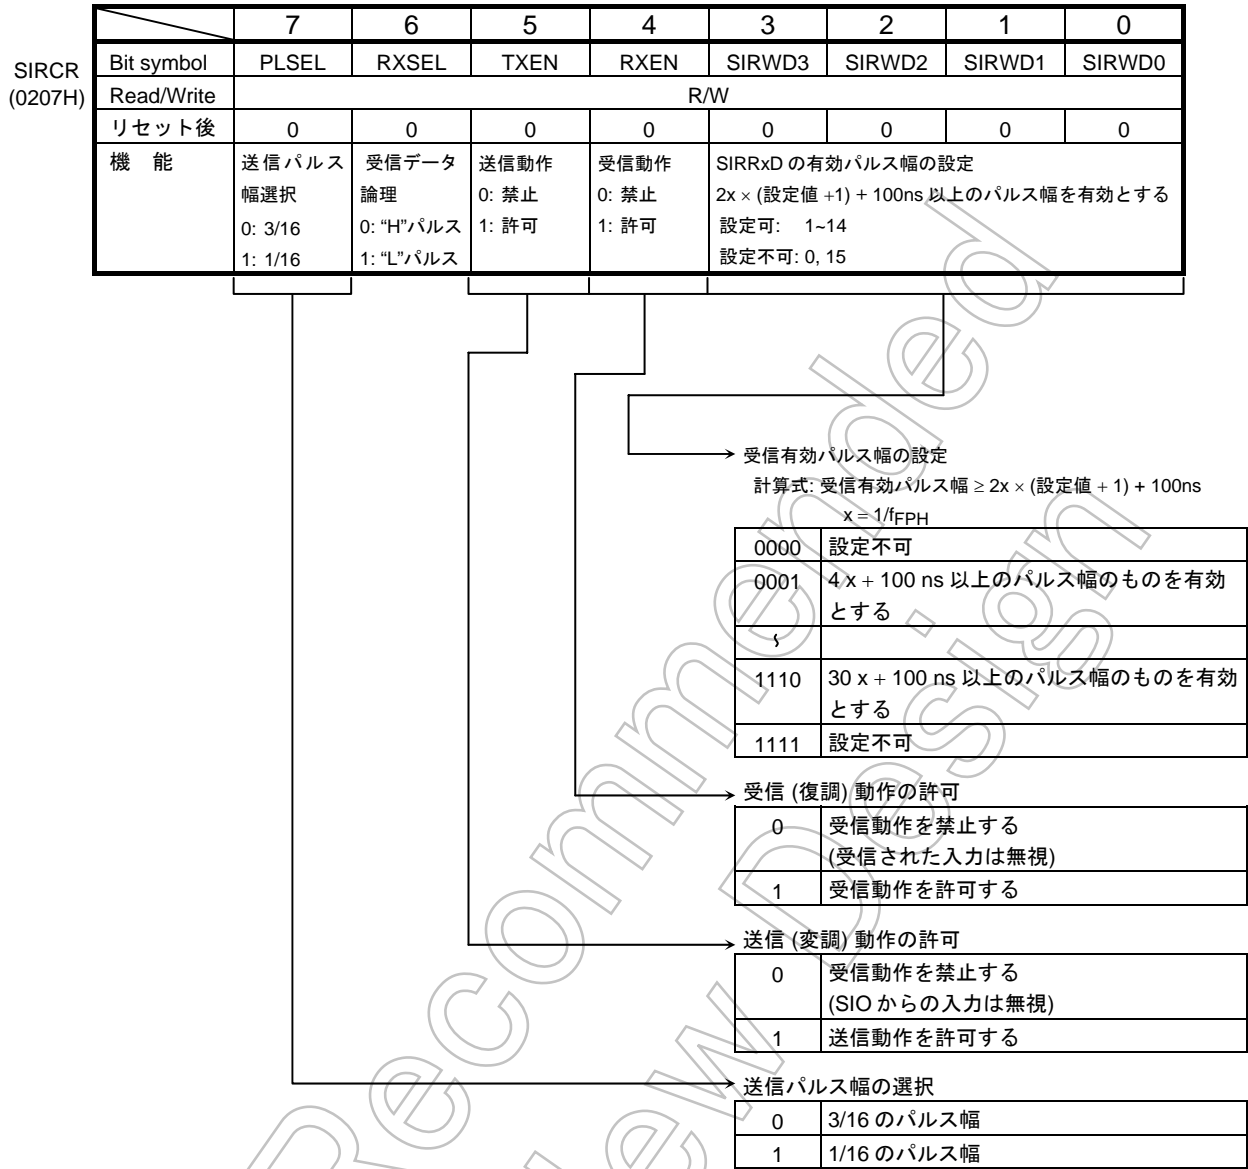 7 6 5 4 3 2 1 0
SIRCR
(0207H)
Bit symbol PLSEL RXSEL TXEN RXEN SIRWD3 SIRWD2 SIRWD1 SIRWD0
Read/Write R/W
リセット後 0 0 0 0 0 0 0 0
機 能 送信パルス 受信データ 送信動作 受信動作 SIRRxD の有効パルス幅の設定
幅選択 論理 0: 禁止 0: 禁止 2x × (設定値 +1) + 100ns 以上のパルス幅を有効とする
0: 3/16 0: “H”パルス 1: 許可 1: 許可 設定可: 1~14
1: 1/16 1: “L”パルス 設定不可: 0, 15
受信有効パルス幅の設定
計算式: 受信有効パルス幅 ≥ 2x × (設定値 + 1) + 100ns
x = 1/fFPH
0000 設定不可
0001 4 x + 100 ns 以上のパルス幅のものを有効
とする
~
1110 30 x + 100 ns 以上のパルス幅のものを有効
とする
1111 設定不可
受信 (復調) 動作の許可
0 受信動作を禁止する
(受信された入力は無視)
1 受信動作を許可する
送信 (変調) 動作の許可
0 受信動作を禁止する
(SIO からの入力は無視)
1 送信動作を許可する
送信パルス幅の選択
0 3/16 のパルス幅
1 1/16 のパルス幅
Recommended
New Design